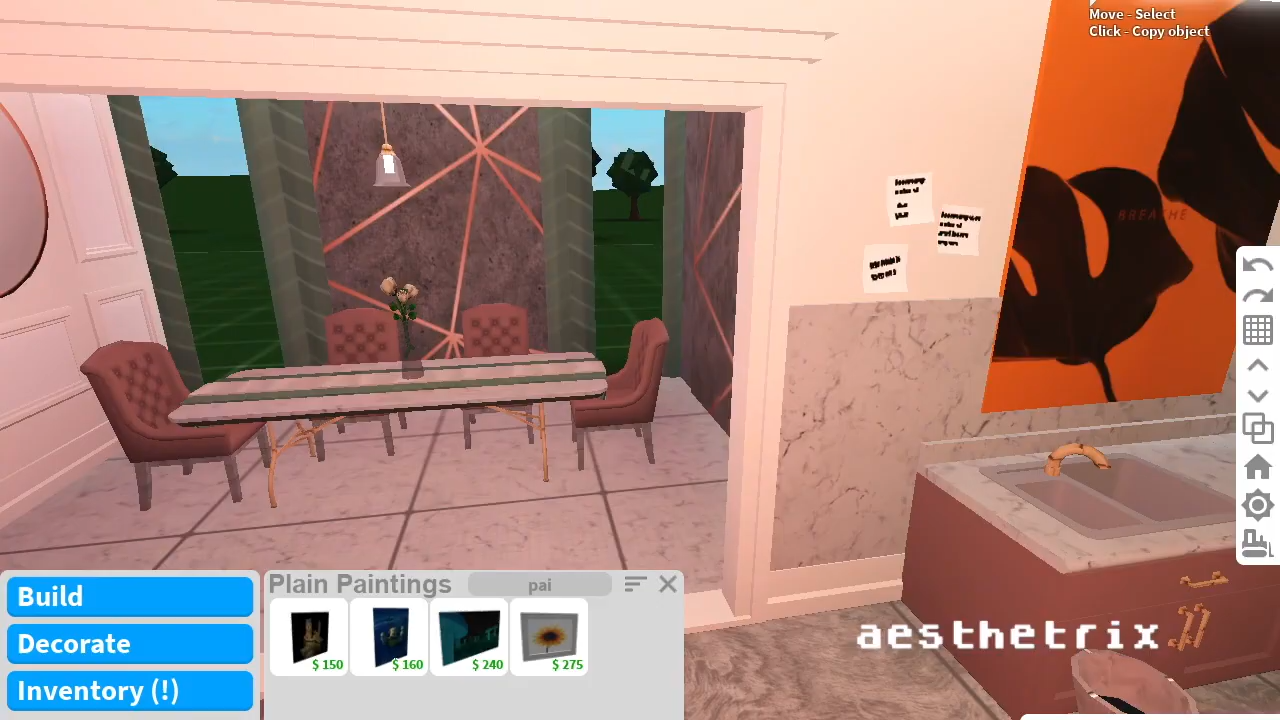 Move - Select
Click - Copy object
BREATHE
Build
Decorate
Inventory (!)
Plain Paintings
pai
$ 150
$ 160
$ 240
$ 275
aesthetrix